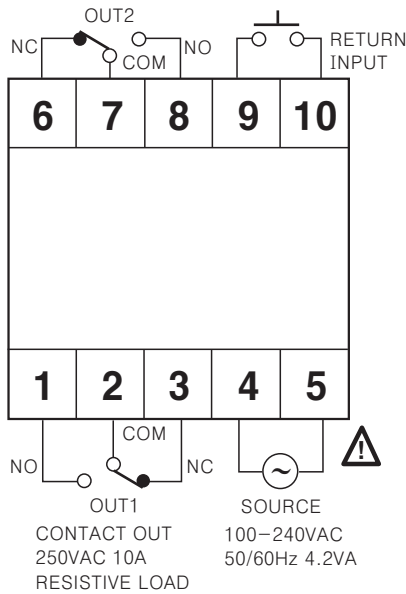 OUT2
NC
COM
NO
RETURN
INPUT
6 7 8 9 10
1 2 3 4 5
!
NO
COM
NC
~
OUT1
SOURCE
CONTACT OUT
250VAC 10A
RESISTIVE LOAD
100-240VAC
50/60Hz 4.2VA